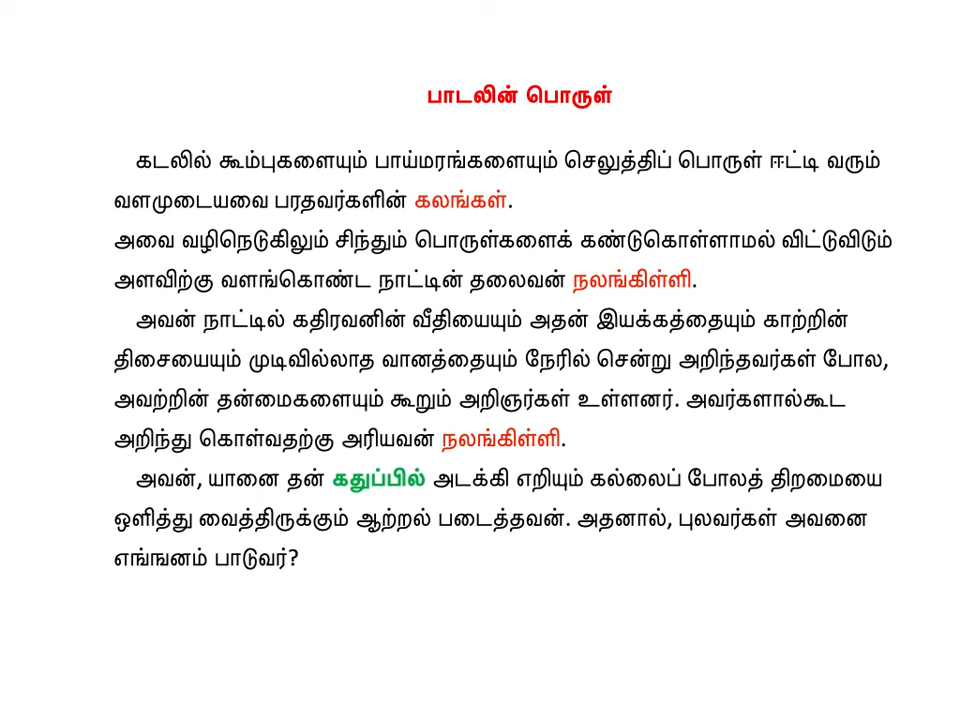 பாடலின் பொருள்
கடலில் கூம்புகளையும் பாய்மரங்களையும் செலுத்திப் பொருள் ஈட்டி வரும்
வளமுடையவை பரதவர்களின் கலங்கள்.
அவை வழிநெடுகிலும் சிந்தும் பொருள்களைக் கண்டுகொள்ளாமல் விட்டுவிடும்
அளவிற்கு வளங்கொண்ட நாட்டின் தலைவன் நலங்கிள்ளி.
அவன் நாட்டில் கதிரவனின் வீதியையும் அதன் இயக்கத்தையும் காற்றின்
திசையையும் முடிவில்லாத வானத்தையும் நேரில் சென்று அறிந்தவர்கள் போல,
அவற்றின் தன்மைகளையும் கூறும் அறிஞர்கள் உள்ளனர். அவர்களால்கூட
அறிந்து கொள்வதற்கு அரியவன் நலங்கிள்ளி.
அவன், யானை தன் கதுப்பில் அடக்கி எறியும் கல்லைப் போலத் திறமையை
ஒளித்து வைத்திருக்கும் ஆற்றல் படைத்தவன். அதனால், புலவர்கள் அவனை
எங்ஙனம் பாடுவர்?